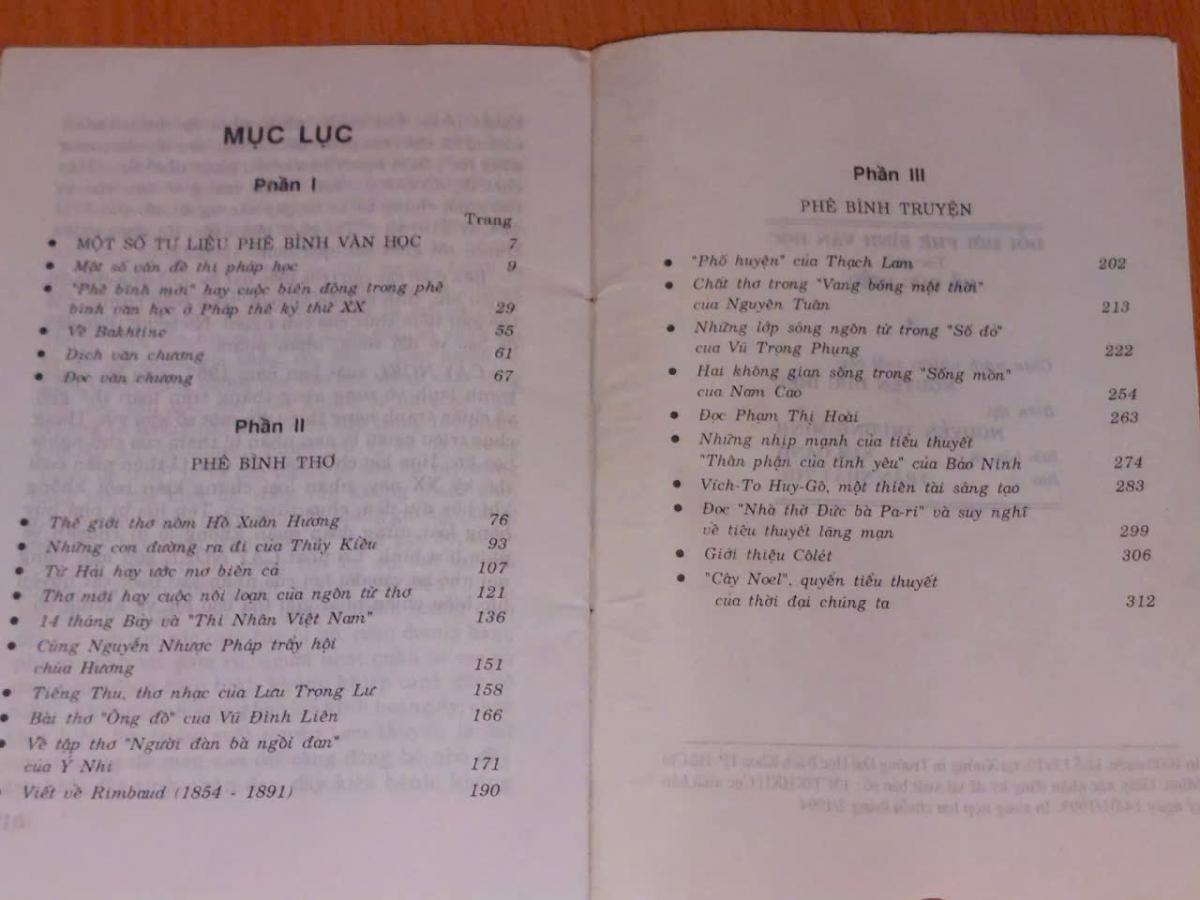 MỤC LỤC
Phần I
Trang
• MỘT SỐ TƯ LIỆU PHÊ BÌNH VĂN HỌC 7
• Một số vấn đề thi pháp học 9
• "Phê bình mới" hay cuộc biến động trong phê
bình văn học ở Pháp thế kỷ thứ XX 29
• Về Bakhtine 55
• Dịch văn chương 61
• Đọc văn chương 67
Phần II
PHÊ BÌNH THƠ
• Thế giới thơ nôm Hồ Xuân Hương 76
• Những con đường ra đi của Thúy Kiều 93
• Từ Hải hay ước mơ biển cả 107
• Thơ mới hay cuộc nổi loạn của ngôn từ thơ 121
• 14 tháng Bảy và "Thi Nhân Việt Nam" 136
• Cùng Nguyễn Nhược Pháp trẩy hội
chùa Hương 151
• Tiếng Thu, thơ nhạc của Lưu Trọng Lư 158
• Bài thơ "Ông đồ" của Vũ Đình Liên 166
• Về tập thơ "Người đàn bà ngồi đan"
của Ý Nhi 171
Viết về Rimbaud (1854 - 1891) 190
Phần III
PHÊ BÌNH TRUYỆN
• "Phố huyện" của Thạch Lam 202
• Chất thơ trong "Vang bóng một thời"
của Nguyễn Tuân 213
• Những lớp sóng ngôn từ trong "Số đỏ"
của Vũ Trọng Phụng 222
• Hai không gian sống trong "Sống mòn"
của Nam Cao 254
• Đọc Phạm Thị Hoài 263
• Những nhịp mạnh của tiểu thuyết
"Thân phận của tình yêu" của Bảo Ninh 274
• Vích-To Huy-Gô, một thiên tài sáng tạo 283
• Đọc "Nhà thờ Đức bà Pa-ri" và suy nghĩ
về tiểu thuyết lãng mạn 299
• Giới thiệu Côlét 306
• "Cây Noel", quyển tiểu thuyết
của thời đại chúng ta 312